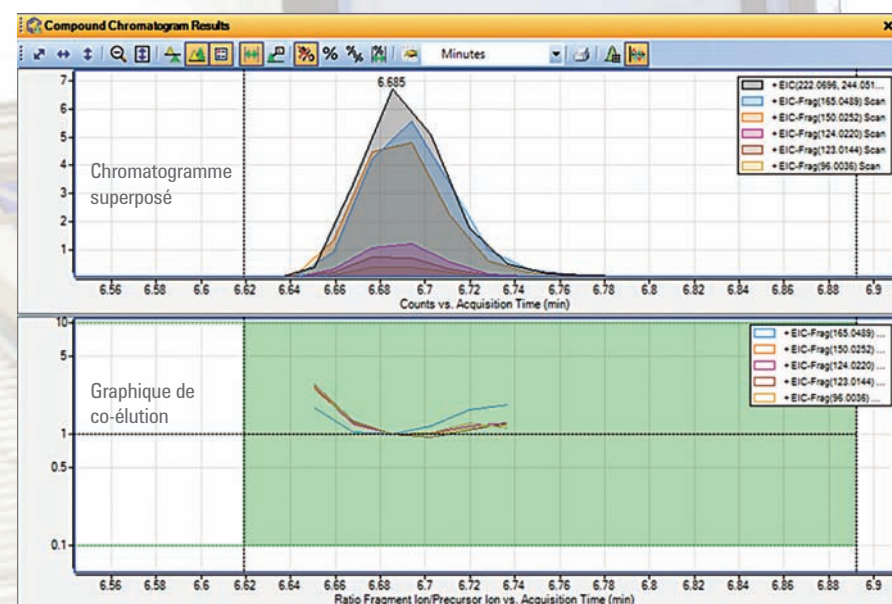 Compound Chromatogram Results
Minutes
7
6
5
4
3
2
1
6.685
Chromatogramme
superposé
+ EIC(222.0696, 244.051...
+ EIC-Frag(165.0489) Scan
+ EIC-Frag(150.0252) Scan
+ EIC-Frag(124.0220) Scan
+ EIC-Frag(123.0144) Scan
+ EIC-Frag(96.0036) Scan
6.56 6.58 6.6 6.62 6.64 6.66 6.68 6.7 6.72 6.74 6.76 6.78 6.8 6.82 6.84 6.86 6.88 6.9
Counts vs. Acquisition Time (min)
10
5
1
0.5
0.1
Graphique de
co-élution
+ EIC-Frag(165.0489) ...
+ EIC-Frag(150.0252) ...
+ EIC-Frag(124.0220) ...
+ EIC-Frag(123.0144) ...
+ EIC-Frag(96.0036) ...
6.56 6.58 6.6 6.62 6.64 6.66 6.68 6.7 6.72 6.74 6.76 6.78 6.8 6.82 6.84 6.86 6.88 6.9
Ratio Fragment Ion/Precursor Ion vs. Acquisition Time (min)